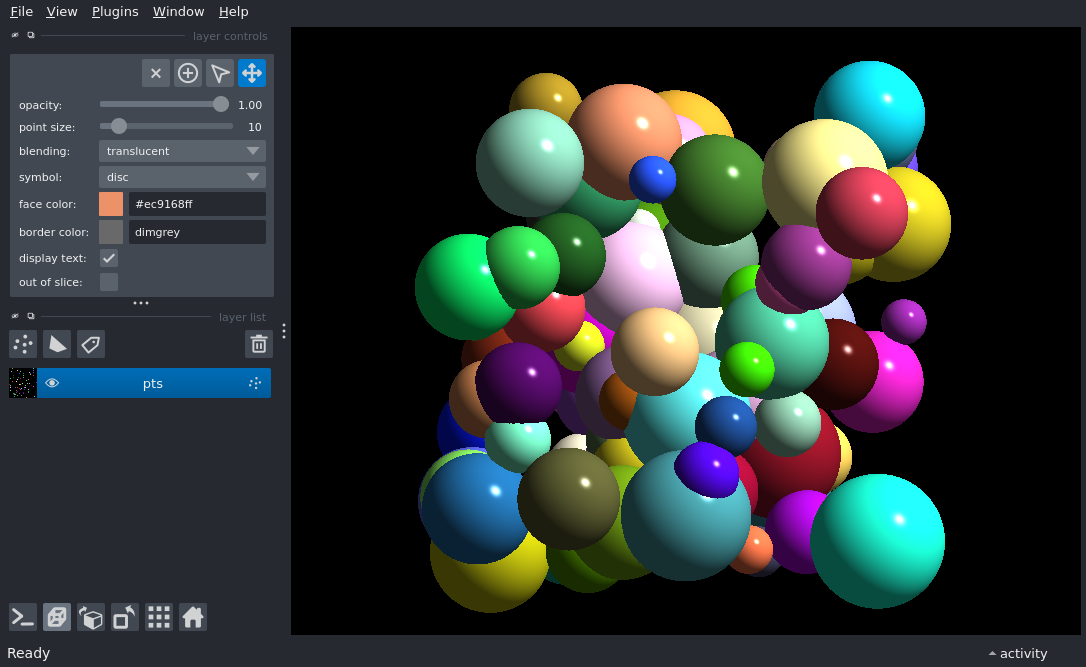 File View Plugins Window Help
layer controls
opacity: 1.00
point size: 10
blending: translucent
symbol: disc
face color: #ec9168ff
border color: dimgrey
display text:
out of slice:
layer list
pts
Ready activity